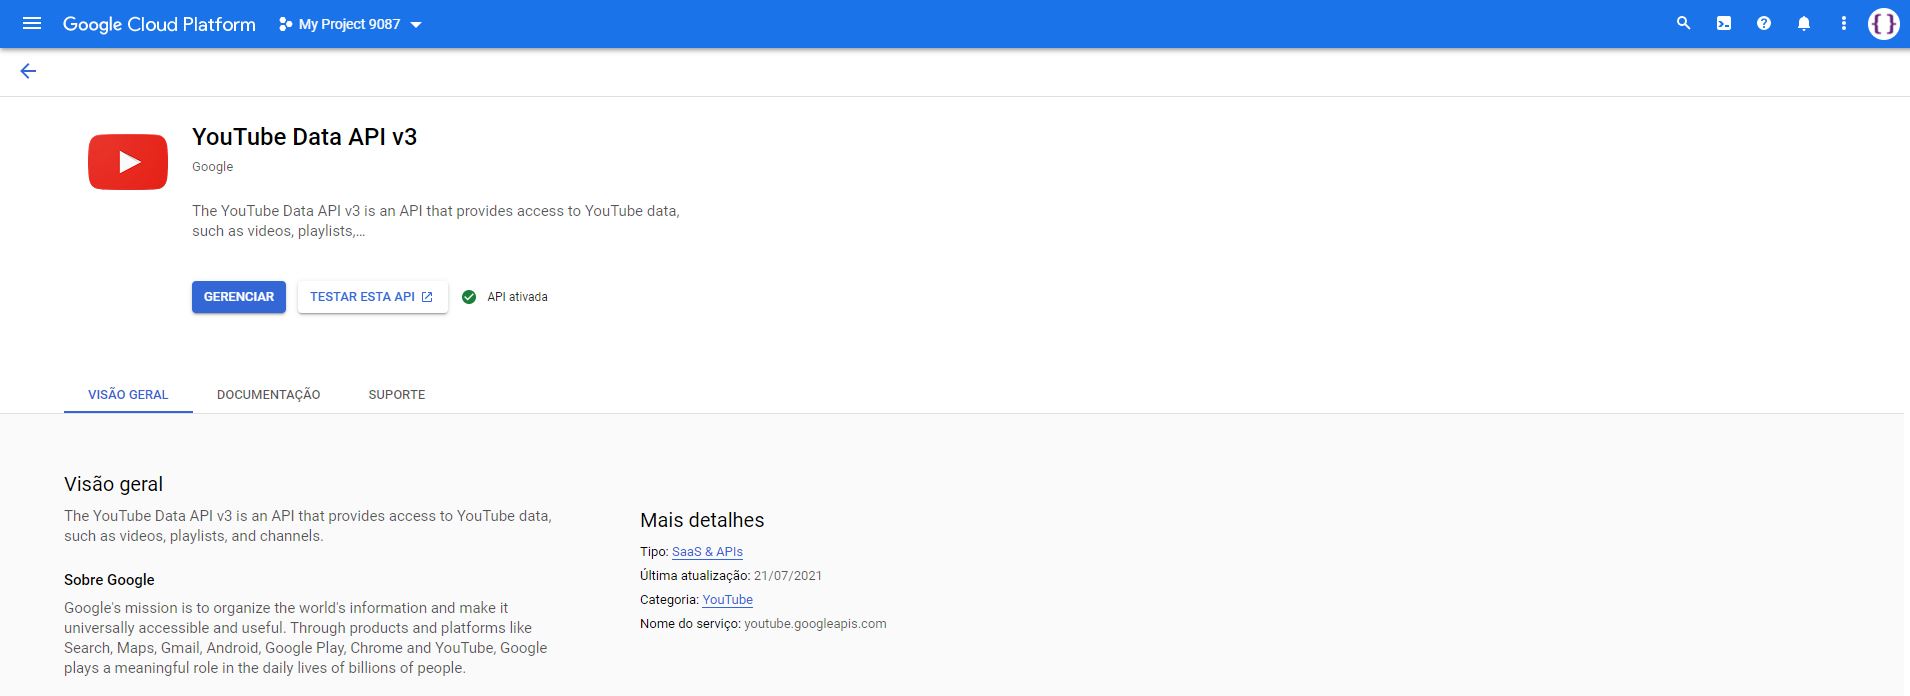 Google Cloud Platform
My Project 9087
YouTube Data API v3
Google
The YouTube Data API v3 is an API that provides access to YouTube data,
such as videos, playlists,...
GERENCIAR
TESTAR ESTA API
API ativada
VISÃO GERAL
DOCUMENTAÇÃO
SUPORTE
Visão geral
The YouTube Data API v3 is an API that provides access to YouTube data,
such as videos, playlists, and channels.
Sobre Google
Google's mission is to organize the world's information and make it
universally accessible and useful. Through products and platforms like
Search, Maps, Gmail, Android, Google Play, Chrome and YouTube, Google
plays a meaningful role in the daily lives of billions of people.
Mais detalhes
Tipo: SaaS & APIs
Última atualização: 21/07/2021
Categoria: YouTube
Nome do serviço: youtube.googleapis.com